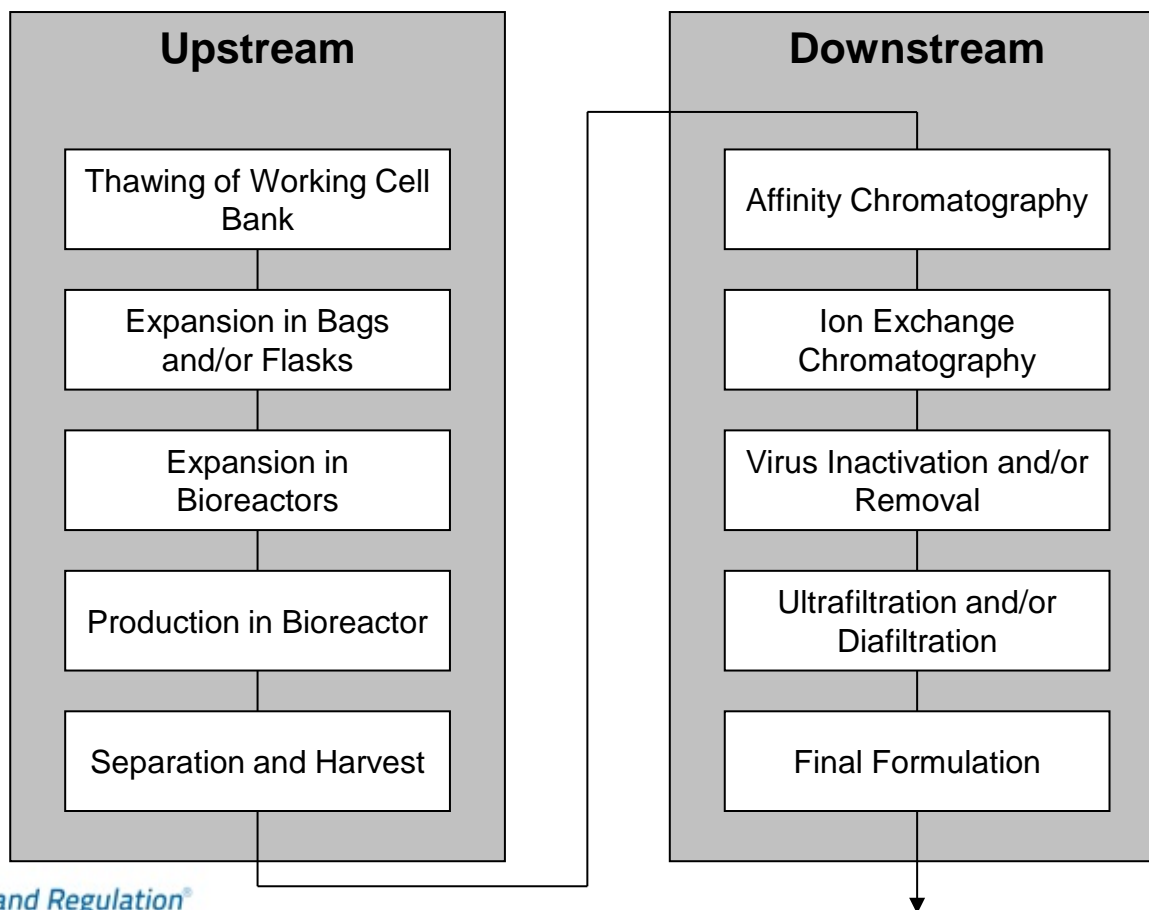 Upstream
Thawing of Working Cell
Bank
Expansion in Bags
and/or Flasks
Expansion in
Bioreactors
Production in Bioreactor
Separation and Harvest
Downstream
Affinity Chromatography
Ion Exchange
Chromatography
Virus Inactivation and/or
Removal
Ultrafiltration and/or
Diafiltration
Final Formulation
and Regulation®